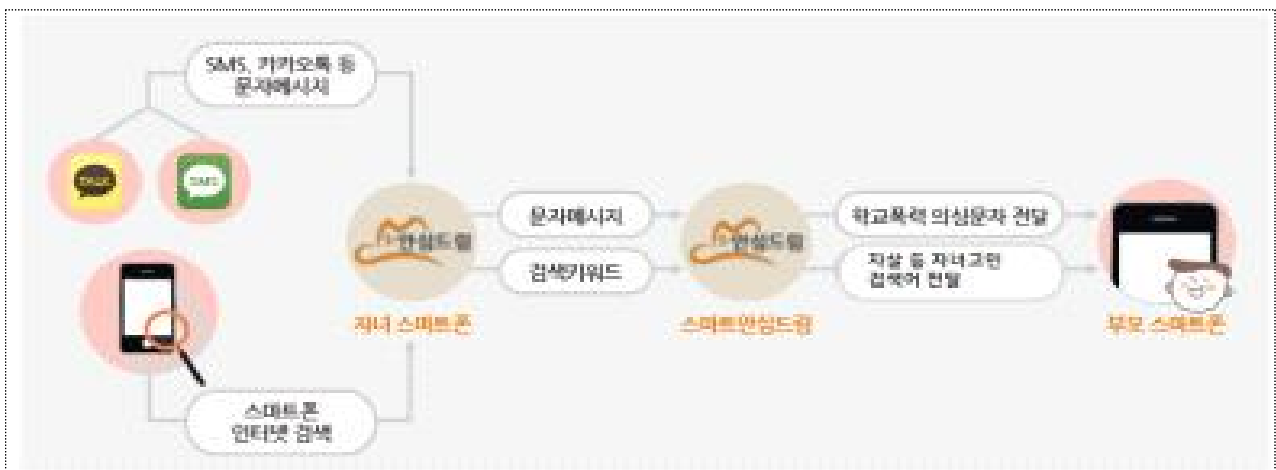 SMS, 카카오톡 등
문자메시지
TALK
SMS
안심드림
문자메시지
검색키워드
안심드림
학교폭력 의심문자 전달
자살 등 자녀고민
검색어 전달
자녀 스마트폰
스마트안심드림
부모 스마트폰
스마트폰
인터넷 검색